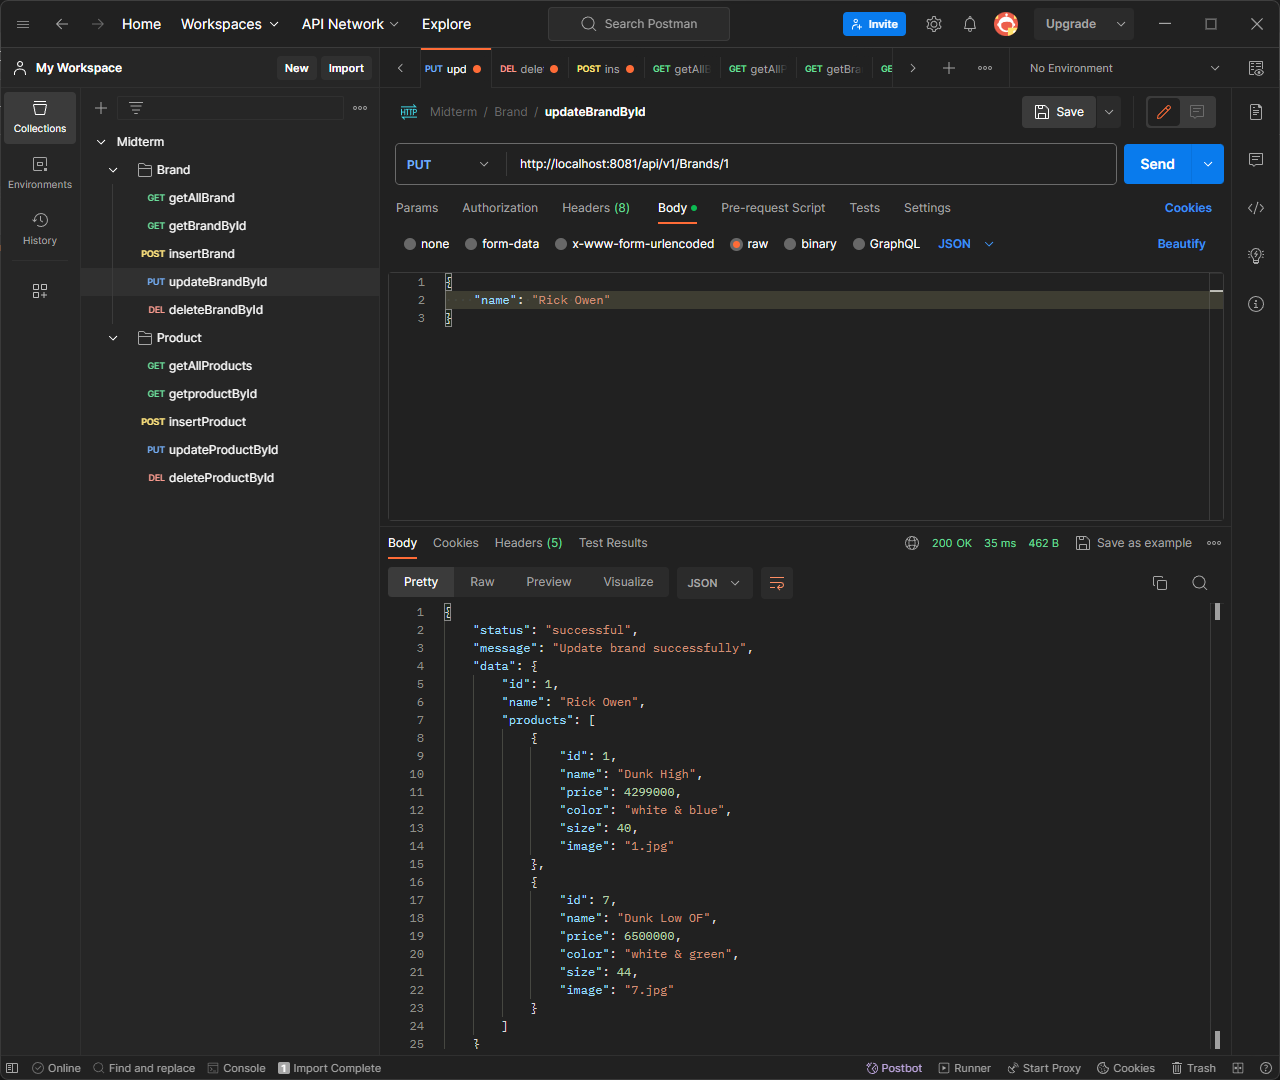 Home Workspaces API Network Explore Search Postman Invite Upgrade
My Workspace New Import
PUT upd DEL dele POST ins GET getAllB GET getAllP GET getBra GE No Environment
Collections
Environments
History
Midterm
Brand
GET getAllBrand
GET getBrandById
POST insertBrand
PUT updateBrandById
DEL deleteBrandById
Product
GET getAllProducts
GET getproductById
POST insertProduct
PUT updateProductById
DEL deleteProductById
HTTP Midterm / Brand / updateBrandById Save
PUT http://localhost:8081/api/v1/Brands/1 Send
Params Authorization Headers (8) Body Pre-request Script Tests Settings Cookies
none form-data x-www-form-urlencoded raw binary GraphQL JSON Beautify
1 {
2 "name": "Rick Owen"
3 }
Body Cookies Headers (5) Test Results 200 OK 35 ms 462 B Save as example
Pretty Raw Preview Visualize JSON
1 {
2 "status": "successful",
3 "message": "Update brand successfully",
4 "data": {
5 "id": 1,
6 "name": "Rick Owen",
7 "products": [
8 {
9 "id": 1,
10 "name": "Dunk High",
11 "price": 4299000,
12 "color": "white & blue",
13 "size": 40,
14 "image": "1.jpg"
15 },
16 {
17 "id": 7,
18 "name": "Dunk Low OF",
19 "price": 6500000,
20 "color": "white & green",
21 "size": 44,
22 "image": "7.jpg"
23 }
24 ]
25 }
Online Find and replace Console 1 Import Complete Postbot Runner Start Proxy Cookies Trash